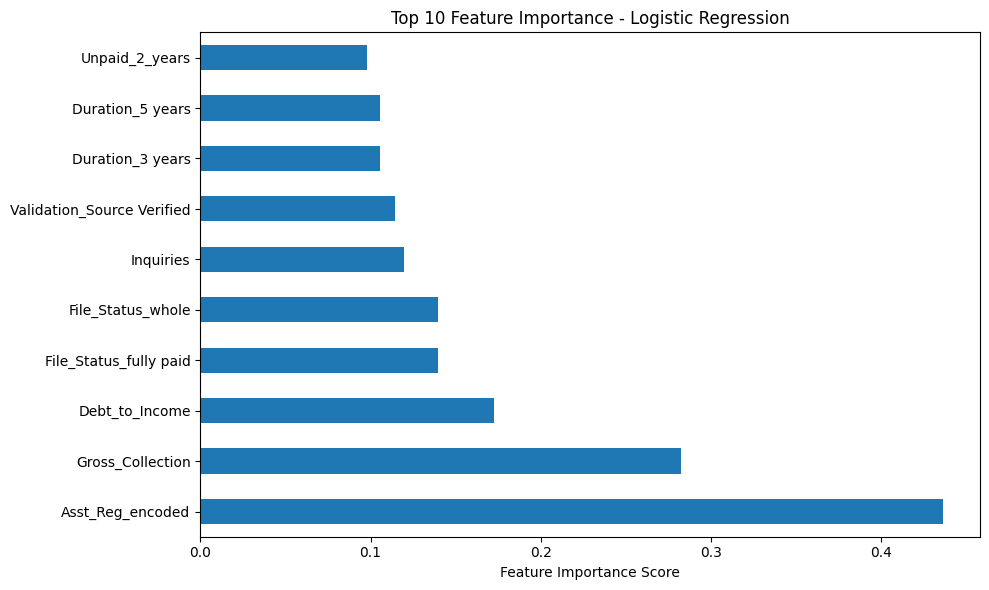 Top 10 Feature Importance - Logistic Regression
Unpaid_2_years
Duration_5 years
Duration_3 years
Validation_Source Verified
Inquiries
File_Status_whole
File_Status_fully paid
Debt_to_Income
Gross_Collection
Asst_Reg_encoded
0.0 0.1 0.2 0.3 0.4
Feature Importance Score